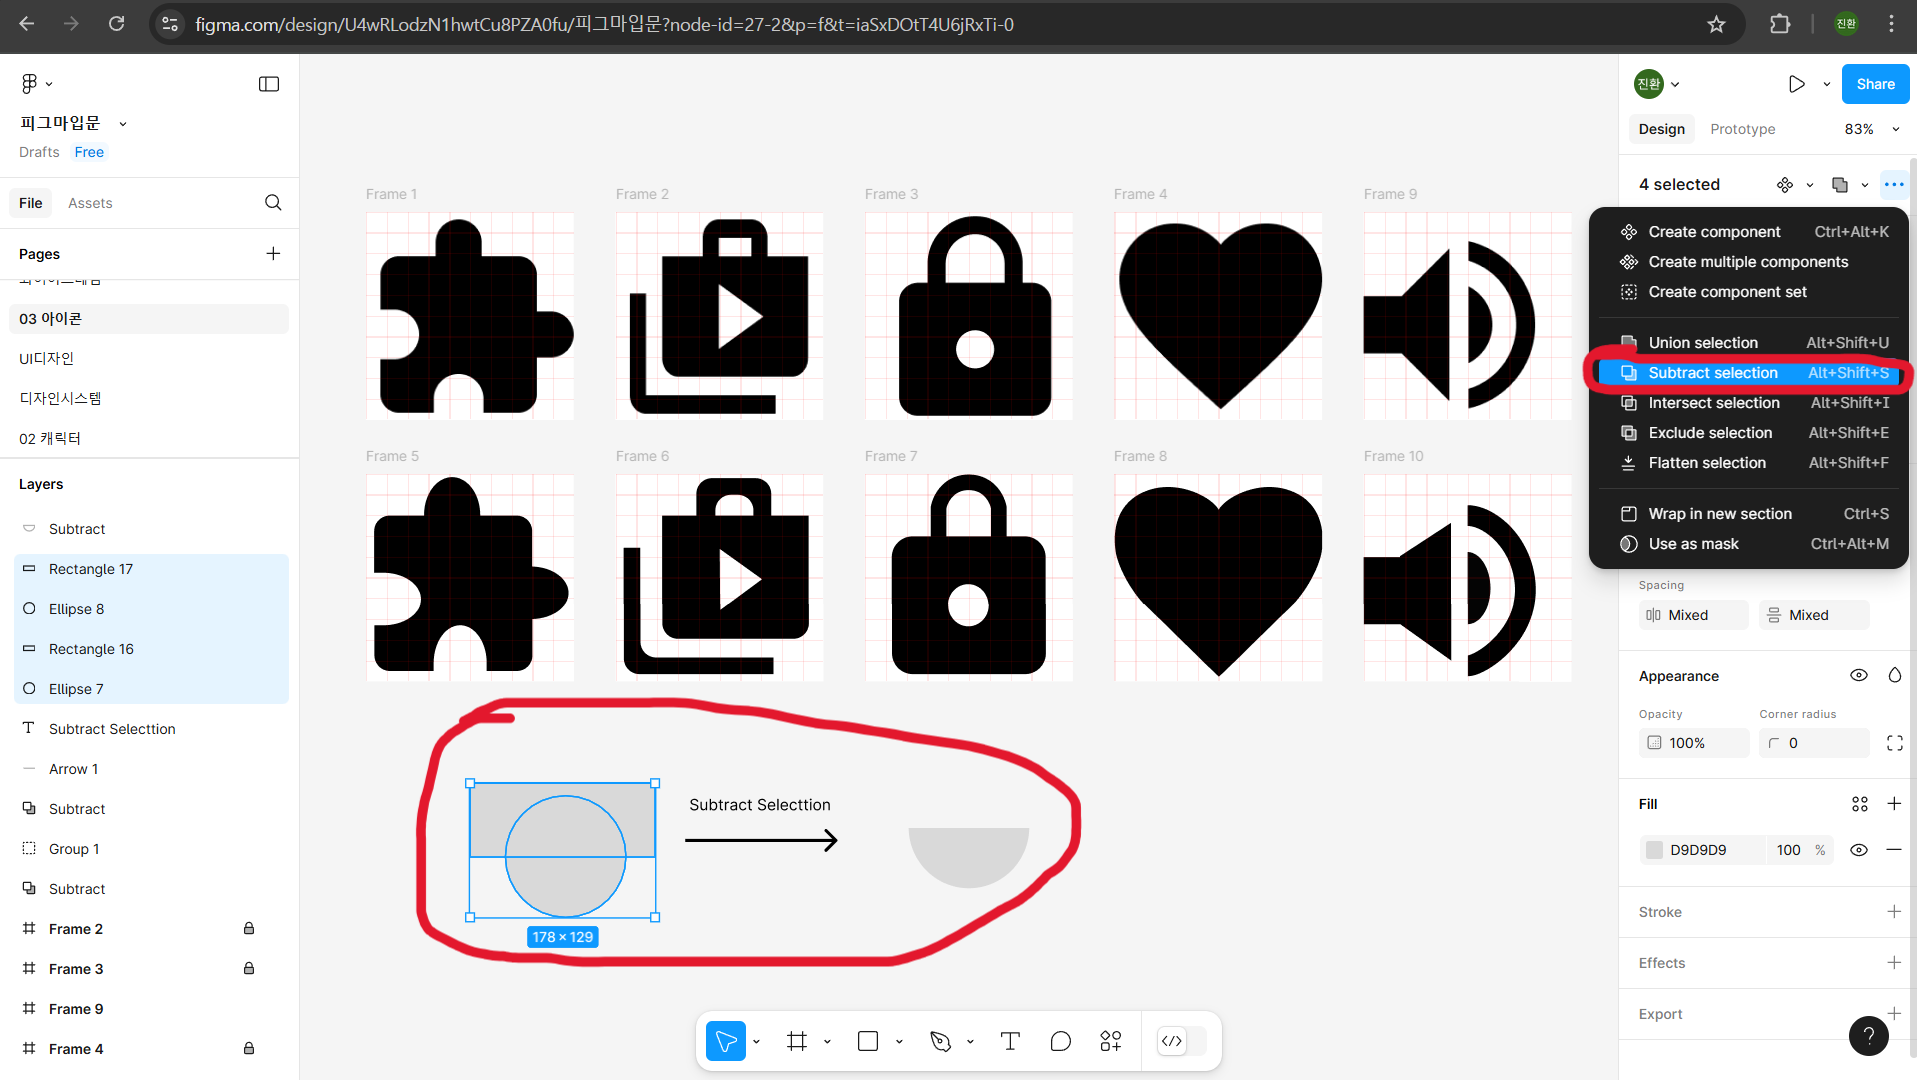 figma.com/design/U4wRLodzN1hwtCu8PZA0fu/피그마입문?node-id=27-2&p=f&t=iaSxDOtT4U6jRxTi-0
진환
피그마입문
Drafts Free
File Assets
Pages
와이어프레임
03 아이콘
UI디자인
디자인시스템
02 캐릭터
Layers
Subtract
Rectangle 17
Ellipse 8
Rectangle 16
Ellipse 7
Subtract Selecttion
Arrow 1
Subtract
Group 1
Subtract
Frame 2
Frame 3
Frame 9
Frame 4
Frame 1 Frame 2 Frame 3 Frame 4 Frame 9
Frame 5 Frame 6 Frame 7 Frame 8 Frame 10
Subtract Selecttion
178 × 129
진환 Share
Design Prototype 83%
4 selected
Create component Ctrl+Alt+K
Create multiple components
Create component set
Union selection Alt+Shift+U
Subtract selection Alt+Shift+S
Intersect selection Alt+Shift+I
Exclude selection Alt+Shift+E
Flatten selection Alt+Shift+F
Wrap in new section Ctrl+S
Use as mask Ctrl+Alt+M
Spacing
Mixed Mixed
Appearance
Opacity Corner radius
100% 0
Fill
D9D9D9 100 %
Stroke
Effects
Export
?